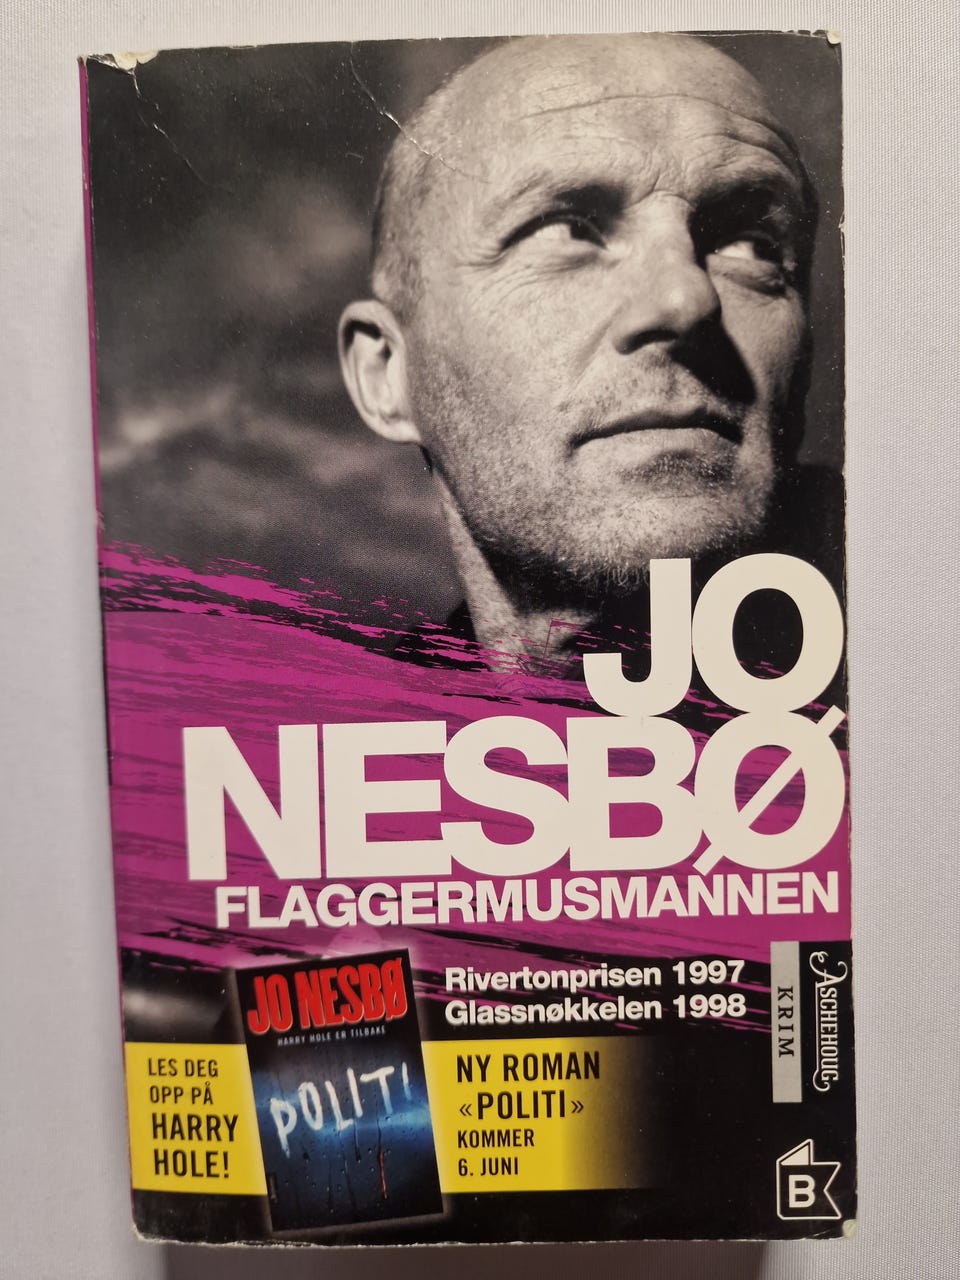 JO
NESBØ
FLAGGERMUSMANNEN
Rivertonprisen 1997
Glassnøkkelen 1998
ASCHEHOUG
KRIM
JO NESBØ
HARRY HOLE ER TILBAKE
POLITI
LES DEG
OPP PÅ
HARRY
HOLE!
NY ROMAN
«POLITI»
KOMMER
6. JUNI
B